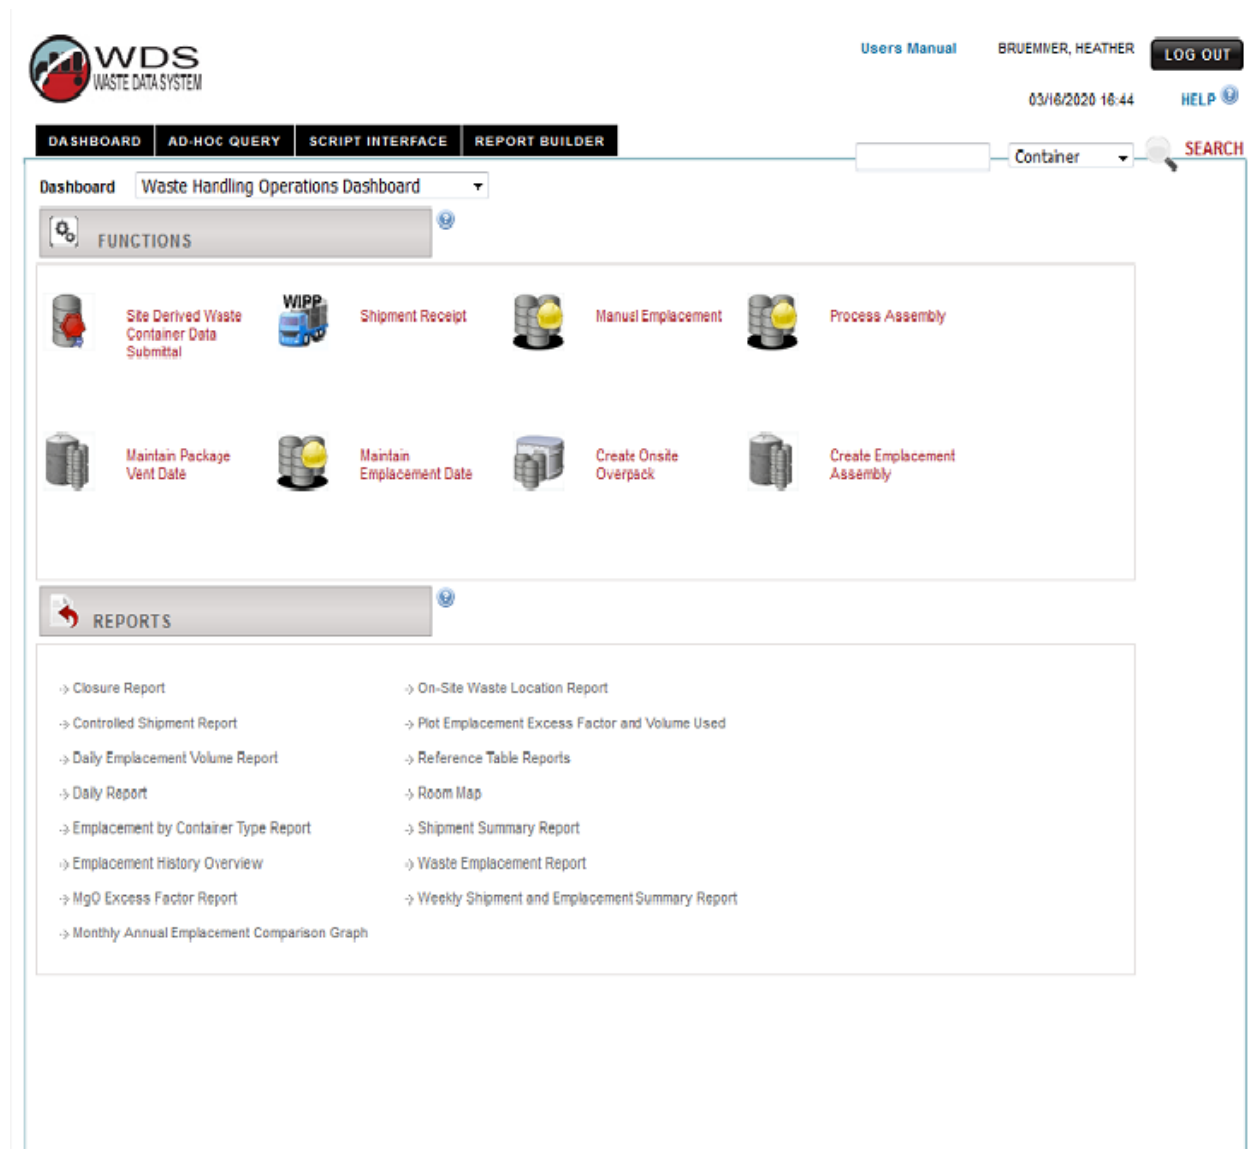 WDS
WASTE DATA SYSTEM
Users Manual
BRUEMMER, HEATHER
LOG OUT
03/16/2020 16:44
HELP
DASHBOARD
AD-HOC QUERY
SCRIPT INTERFACE
REPORT BUILDER
Container
SEARCH
Dashboard
Waste Handling Operations Dashboard
FUNCTIONS
Site Derived Waste
Container Data
Submittal
WIPP
Shipment Receipt
Manual Emplacement
Process Assembly
Maintain Package
Vent Date
Maintain
Emplacement Date
Create Onsite
Overpack
Create Emplacement
Assembly
REPORTS
Closure Report
Controlled Shipment Report
Daily Emplacement Volume Report
Daily Report
Emplacement by Container Type Report
Emplacement History Overview
MgO Excess Factor Report
Monthly Annual Emplacement Comparison Graph
On-Site Waste Location Report
Plot Emplacement Excess Factor and Volume Used
Reference Table Reports
Room Map
Shipment Summary Report
Waste Emplacement Report
Weekly Shipment and Emplacement Summary Report